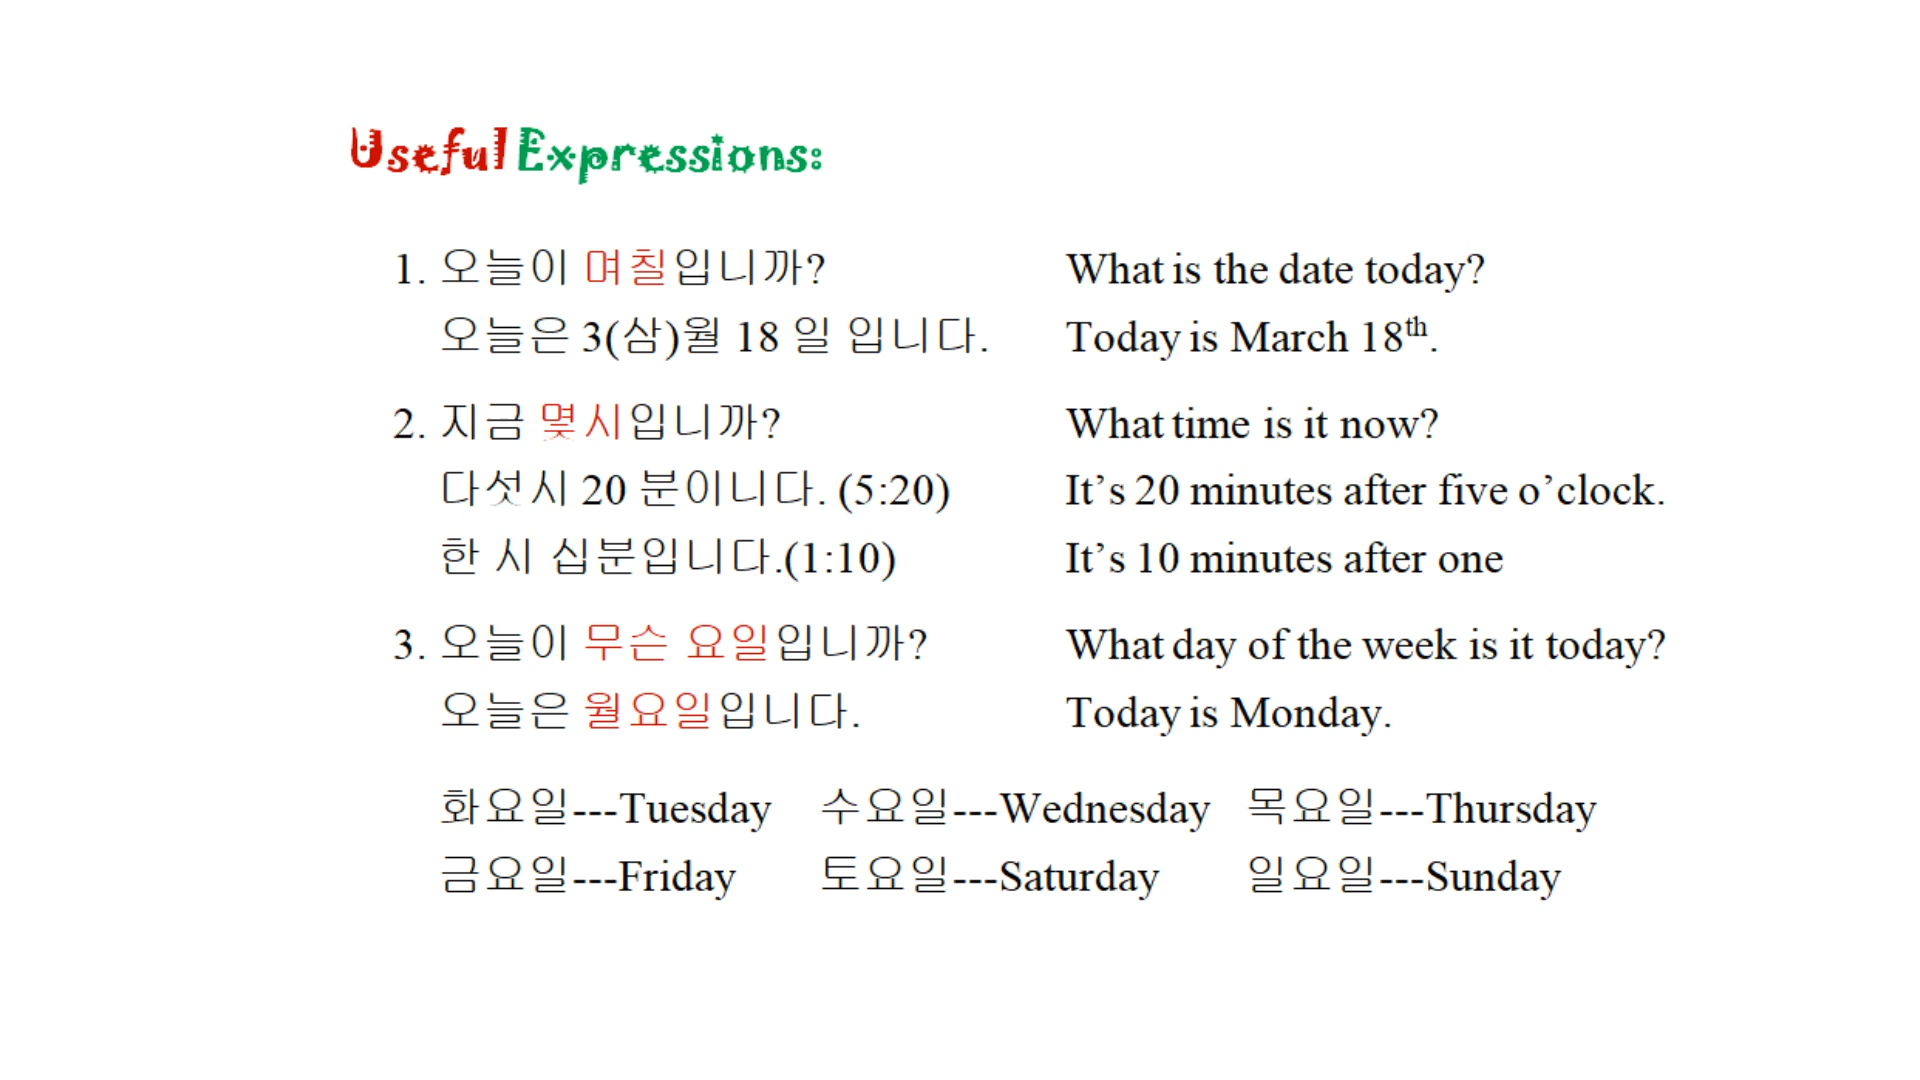 Useful Expressions:
1. 오늘이 며칠입니까? What is the date today?
오늘은 3(삼)월 18 일 입니다. Today is March 18th.
2. 지금 몇시입니까? What time is it now?
다섯시 20 분이니다. (5:20) It's 20 minutes after five o'clock.
한 시 십분입니다.(1:10) It's 10 minutes after one
3. 오늘이 무슨 요일입니까? What day of the week is it today?
오늘은 월요일입니다. Today is Monday.
화요일---Tuesday 수요일---Wednesday 목요일---Thursday
금요일---Friday 토요일---Saturday 일요일---Sunday